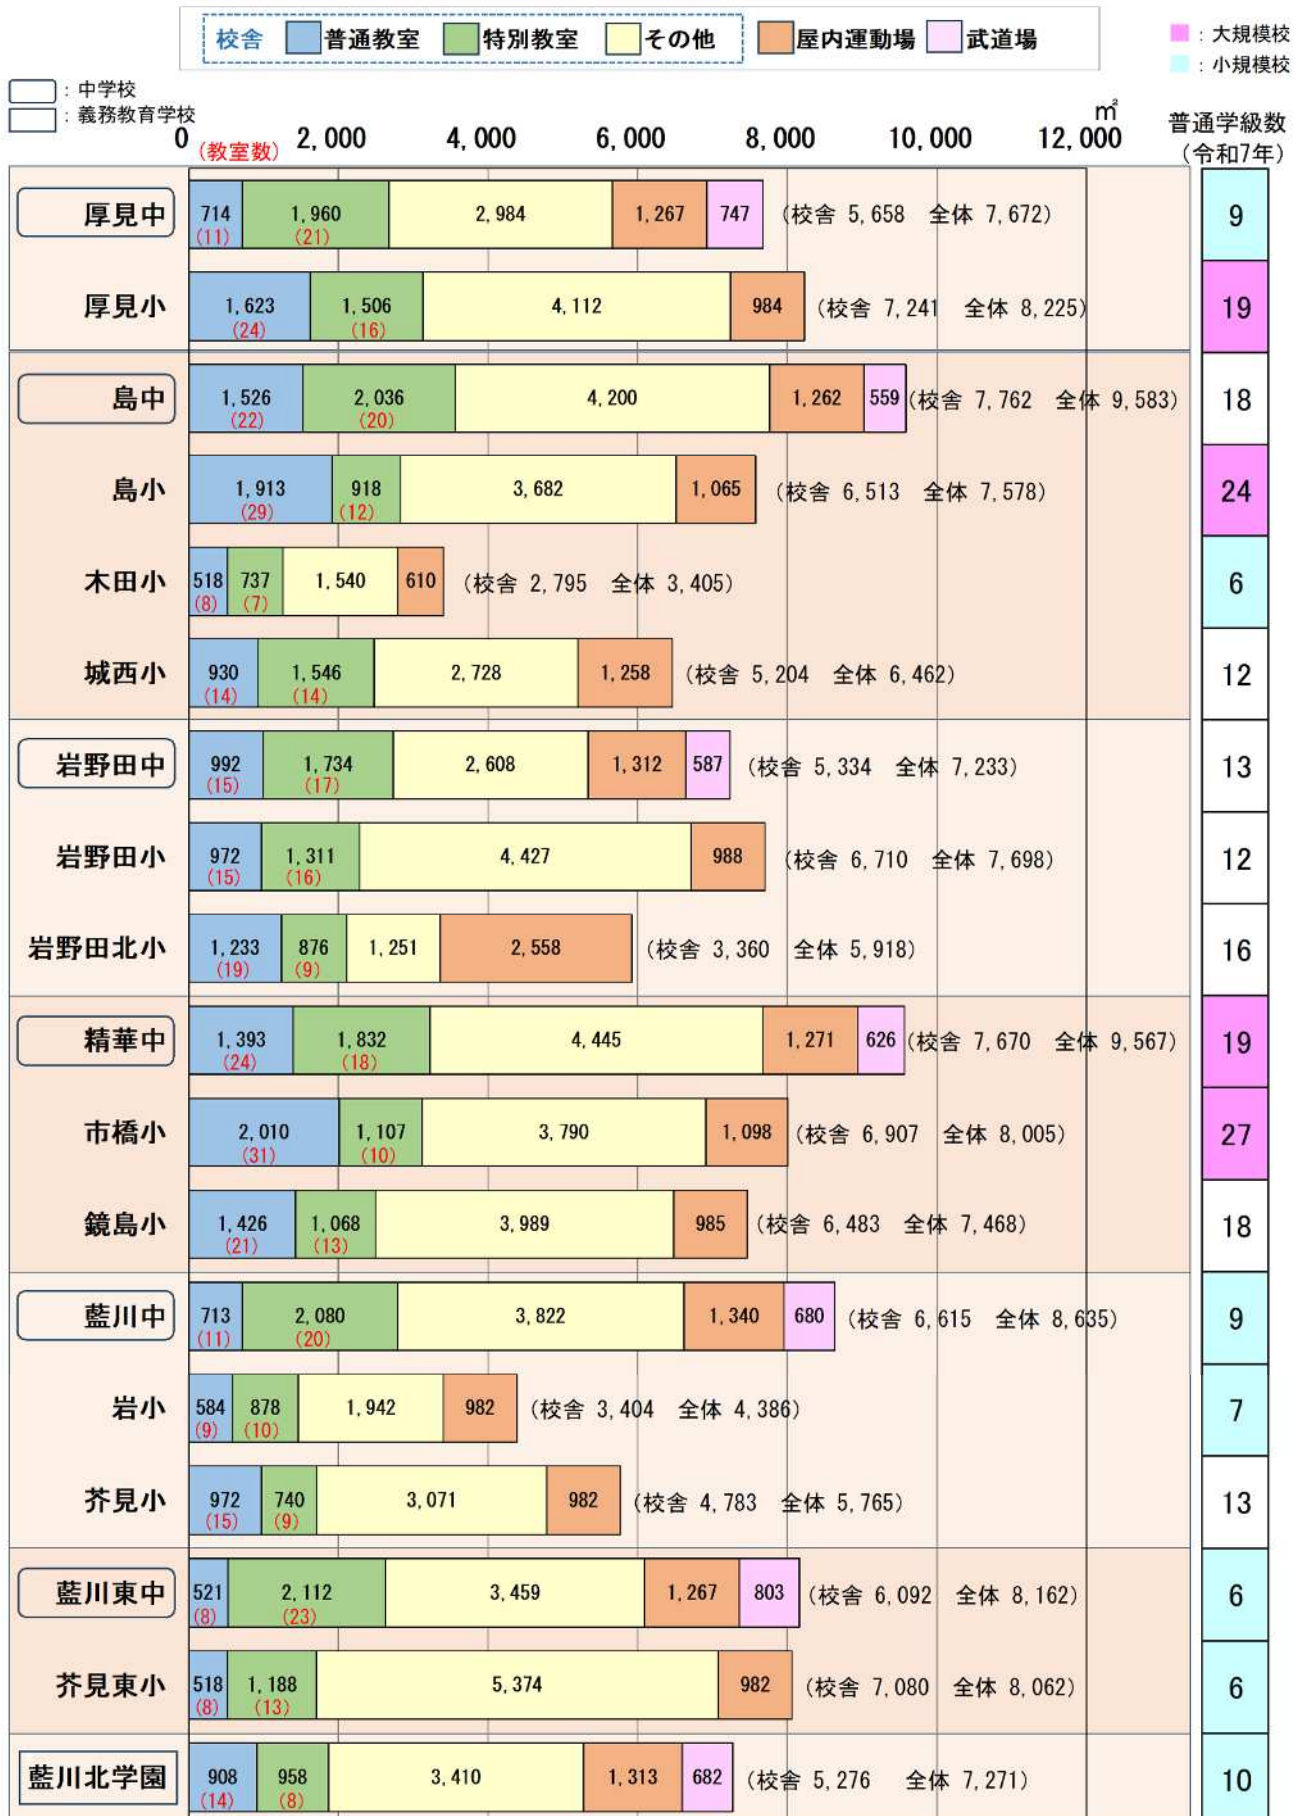 校舎 普通教室 特別教室 その他 屋内運動場 武道場
：大規模校
：小規模校
：中学校
：義務教育学校
㎡
0 2,000 4,000 6,000 8,000 10,000 12,000
(教室数)
普通学級数
(令和7年)
厚見中 714 1,960 2,984 1,267 747 (校舎 5,658 全体 7,672) 9
(11) (21)
厚見小 1,623 1,506 4,112 984 (校舎 7,241 全体 8,225) 19
(24) (16)
島中 1,526 2,036 4,200 1,262 559 (校舎 7,762 全体 9,583) 18
(22) (20)
島小 1,913 918 3,682 1,065 (校舎 6,513 全体 7,578) 24
(29) (12)
木田小 518 737 1,540 610 (校舎 2,795 全体 3,405) 6
(8) (7)
城西小 930 1,546 2,728 1,258 (校舎 5,204 全体 6,462) 12
(14) (14)
岩野田中 992 1,734 2,608 1,312 587 (校舎 5,334 全体 7,233) 13
(15) (17)
岩野田小 972 1,311 4,427 988 (校舎 6,710 全体 7,698) 12
(15) (16)
岩野田北小 1,233 876 1,251 2,558 (校舎 3,360 全体 5,918) 16
(19) (9)
精華中 1,393 1,832 4,445 1,271 626 (校舎 7,670 全体 9,567) 19
(24) (18)
市橋小 2,010 1,107 3,790 1,098 (校舎 6,907 全体 8,005) 27
(31) (10)
鏡島小 1,426 1,068 3,989 985 (校舎 6,483 全体 7,468) 18
(21) (13)
藍川中 713 2,080 3,822 1,340 680 (校舎 6,615 全体 8,635) 9
(11) (20)
岩小 584 878 1,942 982 (校舎 3,404 全体 4,386) 7
(9) (10)
芥見小 972 740 3,071 982 (校舎 4,783 全体 5,765) 13
(15) (9)
藍川東中 521 2,112 3,459 1,267 803 (校舎 6,092 全体 8,162) 6
(8) (23)
芥見東小 518 1,188 5,374 982 (校舎 7,080 全体 8,062) 6
(8) (13)
藍川北学園 908 958 3,410 1,313 682 (校舎 5,276 全体 7,271) 10
(14) (8)